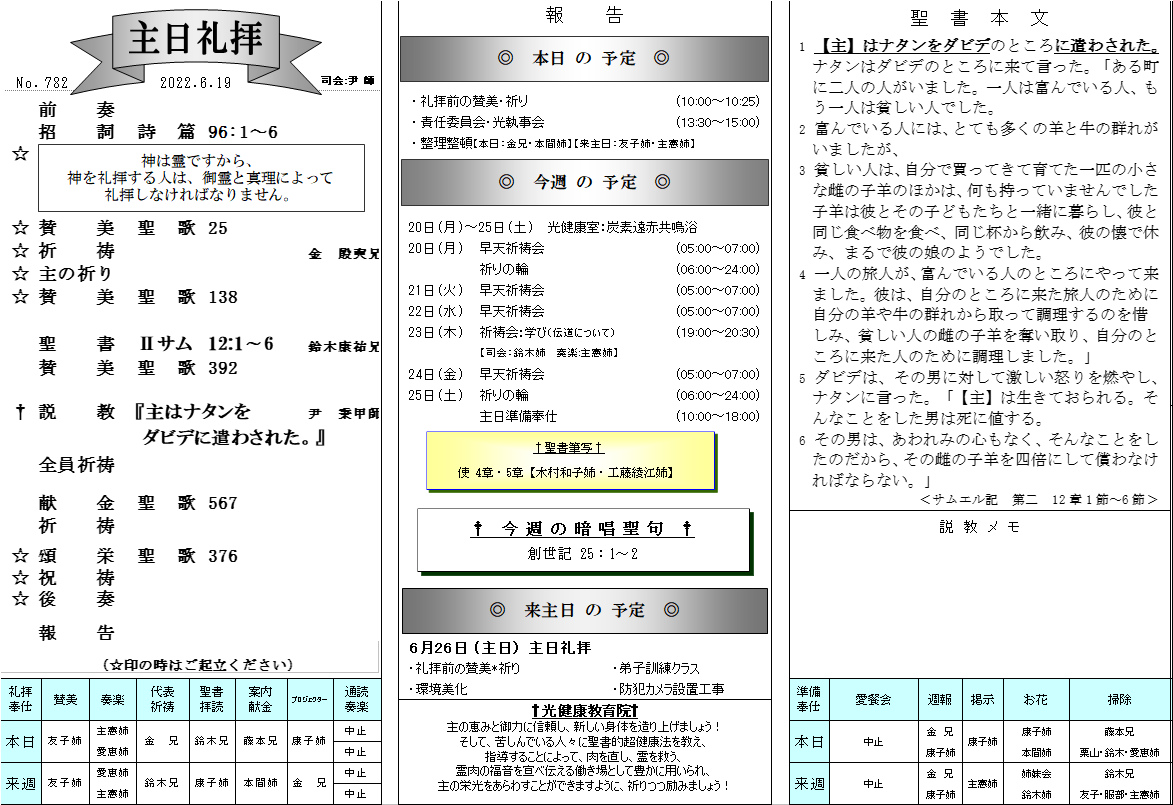 主日礼拝
No. 782　2022.6.19　司会:尹 師
前　奏
招　詞　詩　篇　96:1～6
☆
神は霊ですから、
神を礼拝する人は、御霊と真理によって
礼拝しなければなりません。
☆ 賛　美　聖　歌　25
☆ 祈　祷　金　殷実兄
☆ 主の祈り
☆ 賛　美　聖　歌　138
聖　書　Ⅱサム　12:1～6　鈴木康祐兄
賛　美　聖　歌　392
† 説　教　『主はナタンを　尹　秉甲師
ダビデに遣わされた。』
全員祈祷
献　金　聖　歌　567
祈　祷
☆ 頌　栄　聖　歌　376
☆ 祝　祷
☆ 後　奏
報　告
(☆印の時はご起立ください)
礼拝奉仕　賛美　奏楽　代表祈祷　聖書拝読　案内献金　プロジェクター　通読奏楽
本日　友子姉　主憲姉　愛恵姉　金　兄　鈴木兄　藤本兄　康子姉　中止　中止
来週　友子姉　愛恵姉　主憲姉　鈴木兄　康子姉　本間姉　金　兄　中止　中止
報　告
◎　本日 の 予定　◎
・礼拝前の賛美・祈り　(10:00～10:25)
・責任委員会・光執事会　(13:30～15:00)
・整理整頓【本日:金兄・本間姉】【来主日:友子姉・主憲姉】
◎　今週 の 予定　◎
20日(月)～25日(土)　光健康室:炭素遠赤共鳴浴
20日(月)　早天祈祷会　(05:00～07:00)
祈りの輪　(06:00～24:00)
21日(火)　早天祈祷会　(05:00～07:00)
22日(水)　早天祈祷会　(05:00～07:00)
23日(木)　祈祷会:学び(伝道について)　(19:00～20:30)
【司会:鈴木姉　奏楽:主憲姉】
24日(金)　早天祈祷会　(05:00～07:00)
25日(土)　祈りの輪　(06:00～24:00)
主日準備奉仕　(10:00～18:00)
†聖書筆写†
使 4章・5章【木村和子姉・工藤綾江姉】
† 今週の暗唱聖句 †
創世記 25:1～2
◎　来主日 の 予定　◎
6月26日(主日) 主日礼拝
・礼拝前の賛美*祈り　・弟子訓練クラス
・環境美化　・防犯カメラ設置工事
†光健康教育院†
主の恵みと御力に信頼し、新しい身体を造り上げましょう!
そして、苦しんでいる人々に聖書的超健康法を教え、
指導することによって、肉を直し、霊を救う、
霊肉の福音を宣べ伝える働き場として豊かに用いられ、
主の栄光をあらわすことができますように、祈りつつ励みましょう!
聖書本文
1 【主】はナタンをダビデのところに遣わされた。
ナタンはダビデのところに来て言った。「ある町
に二人の人がいました。一人は富んでいる人、も
う一人は貧しい人でした。
2 富んでいる人には、とても多くの羊と牛の群れが
いましたが、
3 貧しい人は、自分で買ってきて育てた一匹の小さ
な雌の子羊のほかは、何も持っていませんでした
子羊は彼とその子どもたちと一緒に暮らし、彼と
同じ食べ物を食べ、同じ杯から飲み、彼の懐で休
み、まるで彼の娘のようでした。
4 一人の旅人が、富んでいる人のところにやって来
ました。彼は、自分のところに来た旅人のために
自分の羊や牛の群れから取って調理するのを惜
しみ、貧しい人の雌の子羊を奪い取り、自分のと
ころに来た人のために調理しました。」
5 ダビデは、その男に対して激しい怒りを燃やし、
ナタンに言った。「【主】は生きておられる。そ
んなことをした男は死に値する。
6 その男は、あわれみの心もなく、そんなことをし
たのだから、その雌の子羊を四倍にして償わなけ
ればならない。」
＜サムエル記　第二　12章1節～6節＞
説教メモ
準備奉仕　愛餐会　週報　掲示　お花　掃除
本日　中止　金 兄　康子姉　康子姉　康子姉　本間姉　藤本兄　栗山・鈴木・愛恵姉
来週　中止　金 兄　康子姉　主憲姉　姉妹会　鈴木姉　鈴木兄　友子・服部・主憲姉